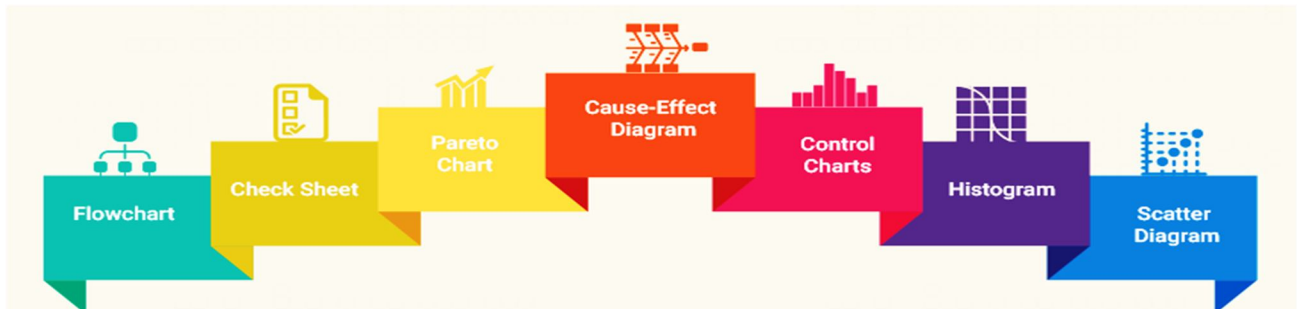 Flowchart
Check Sheet
Pareto
Chart
Cause-Effect
Diagram
Control
Charts
Histogram
Scatter
Diagram